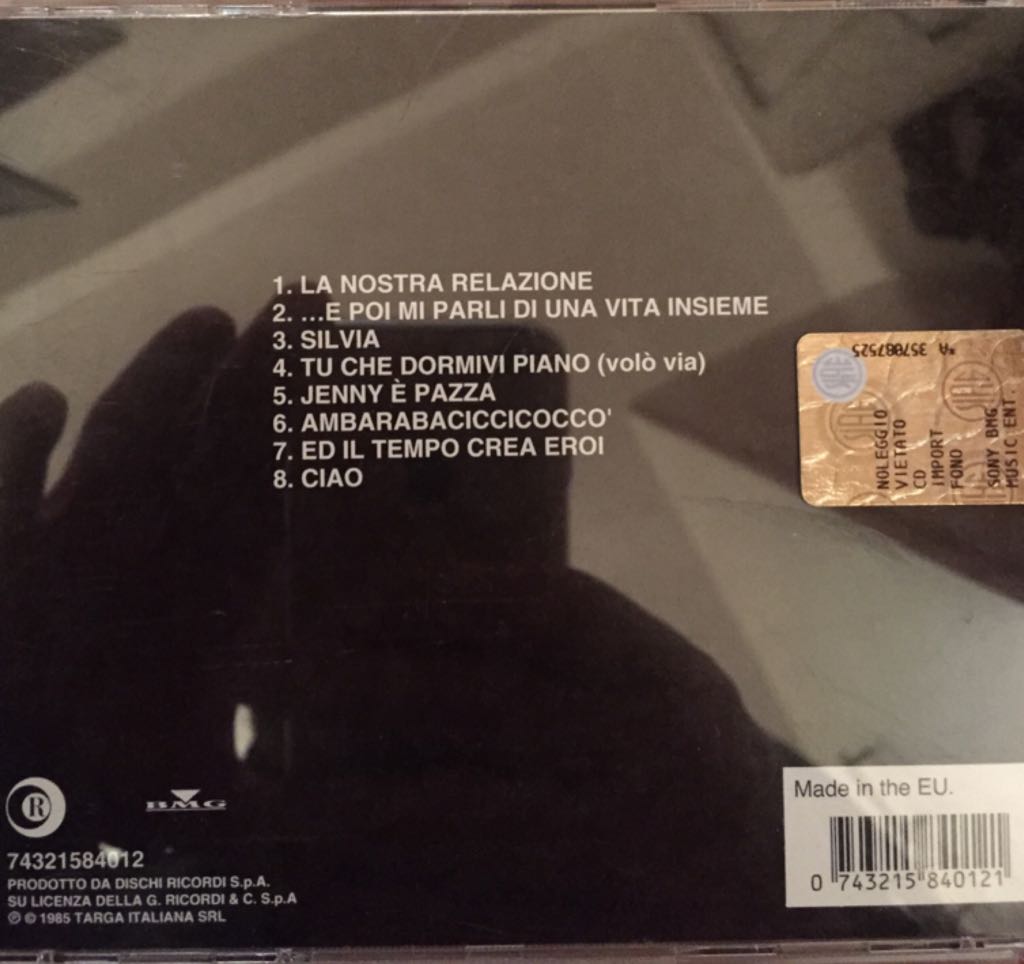 1. LA NOSTRA RELAZIONE
2. ...E POI MI PARLI DI UNA VITA INSIEME
3. SILVIA
4. TU CHE DORMIVI PIANO (volò via)
5. JENNY È PAZZA
6. AMBARABACICCICOCCO'
7. ED IL TEMPO CREA EROI
8. CIAO
*A 357087525
NOLEGGIO
VIETATO
CD
IMPORT
FONO
SONY BMG
MUSIC ENT.
R
BMG
74321584012
PRODOTTO DA DISCHI RICORDI S.p.A.
SU LICENZA DELLA G. RICORDI & C. S.p.A
℗ © 1985 TARGA ITALIANA SRL
Made in the EU.
0 743215 840121